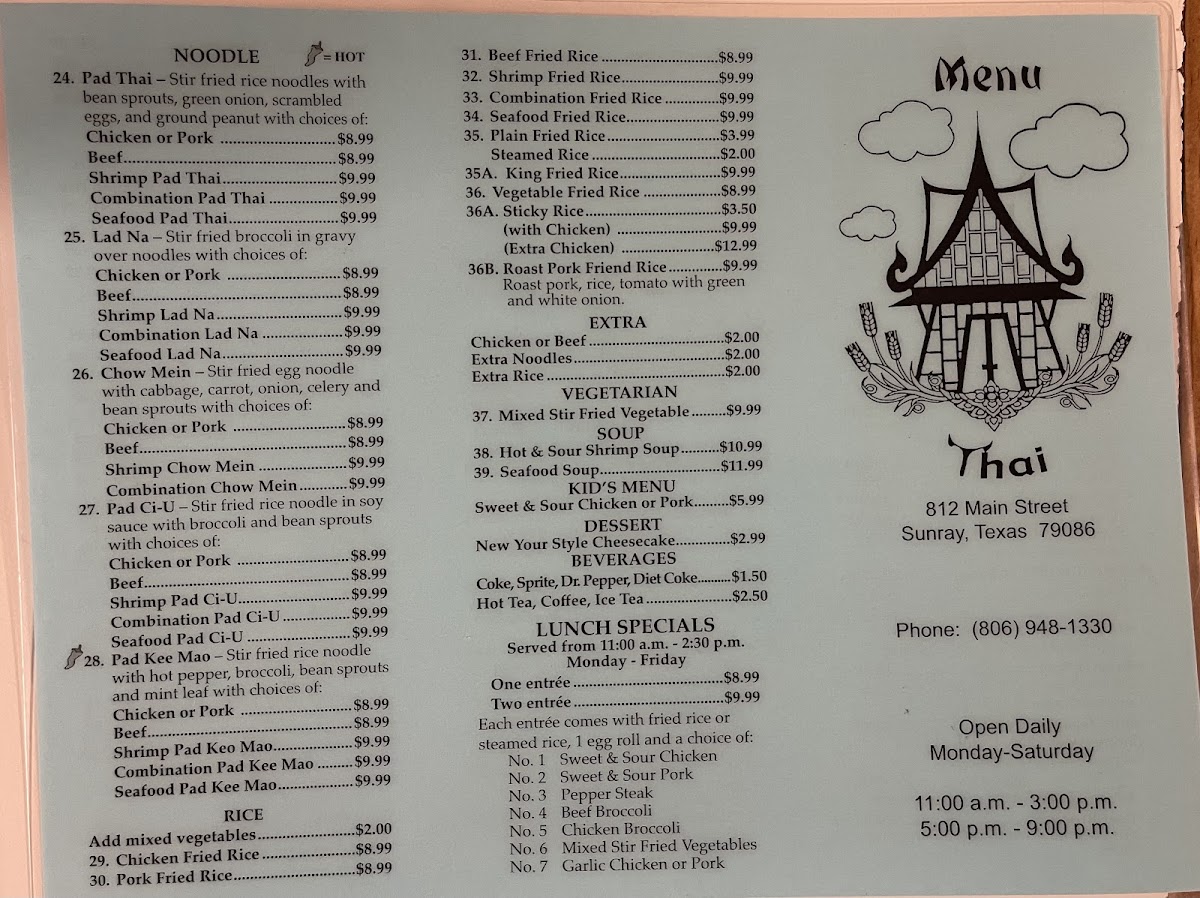 NOODLE = HOT
24. Pad Thai – Stir fried rice noodles with
bean sprouts, green onion, scrambled
eggs, and ground peanut with choices of:
Chicken or Pork ..............................$8.99
Beef..................................................$8.99
Shrimp Pad Thai..............................$9.99
Combination Pad Thai ..................$9.99
Seafood Pad Thai............................$9.99
25. Lad Na – Stir fried broccoli in gravy
over noodles with choices of:
Chicken or Pork ..............................$8.99
Beef..................................................$8.99
Shrimp Lad Na................................$9.99
Combination Lad Na ......................$9.99
Seafood Lad Na...............................$9.99
26. Chow Mein – Stir fried egg noodle
with cabbage, carrot, onion, celery and
bean sprouts with choices of:
Chicken or Pork ..............................$8.99
Beef..................................................$8.99
Shrimp Chow Mein ........................$9.99
Combination Chow Mein...............$9.99
27. Pad Ci-U – Stir fried rice noodle in soy
sauce with broccoli and bean sprouts
with choices of:
Chicken or Pork ..............................$8.99
Beef..................................................$8.99
Shrimp Pad Ci-U.............................$9.99
Combination Pad Ci-U...................$9.99
Seafood Pad Ci-U ...........................$9.99
28. Pad Kee Mao – Stir fried rice noodle
with hot pepper, broccoli, bean sprouts
and mint leaf with choices of:
Chicken or Pork ..............................$8.99
Beef..................................................$8.99
Shrimp Pad Keo Mao......................$9.99
Combination Pad Kee Mao ...........$9.99
Seafood Pad Kee Mao.....................$9.99
RICE
Add mixed vegetables.........................$2.00
29. Chicken Fried Rice .........................$8.99
30. Pork Fried Rice................................$8.99
31. Beef Fried Rice ..............................$8.99
32. Shrimp Fried Rice.........................$9.99
33. Combination Fried Rice ..............$9.99
34. Seafood Fried Rice........................$9.99
35. Plain Fried Rice.............................$3.99
Steamed Rice .................................$2.00
35A. King Fried Rice..........................$9.99
36. Vegetable Fried Rice ....................$8.99
36A. Sticky Rice...................................$3.50
(with Chicken) .............................$9.99
(Extra Chicken) ..........................$12.99
36B. Roast Pork Friend Rice..............$9.99
Roast pork, rice, tomato with green
and white onion.
EXTRA
Chicken or Beef ...................................$2.00
Extra Noodles.......................................$2.00
Extra Rice .............................................$2.00
VEGETARIAN
37. Mixed Stir Fried Vegetable.........$9.99
SOUP
38. Hot & Sour Shrimp Soup..........$10.99
39. Seafood Soup..............................$11.99
KID'S MENU
Sweet & Sour Chicken or Pork.........$5.99
DESSERT
New Your Style Cheesecake..............$2.99
BEVERAGES
Coke, Sprite, Dr. Pepper, Diet Coke..........$1.50
Hot Tea, Coffee, Ice Tea .....................$2.50
LUNCH SPECIALS
Served from 11:00 a.m. - 2:30 p.m.
Monday - Friday
One entrée .......................................$8.99
Two entrée .......................................$9.99
Each entrée comes with fried rice or
steamed rice, 1 egg roll and a choice of:
No. 1 Sweet & Sour Chicken
No. 2 Sweet & Sour Pork
No. 3 Pepper Steak
No. 4 Beef Broccoli
No. 5 Chicken Broccoli
No. 6 Mixed Stir Fried Vegetables
No. 7 Garlic Chicken or Pork
Menu
Thai
812 Main Street
Sunray, Texas 79086
Phone: (806) 948-1330
Open Daily
Monday-Saturday
11:00 a.m. - 3:00 p.m.
5:00 p.m. - 9:00 p.m.